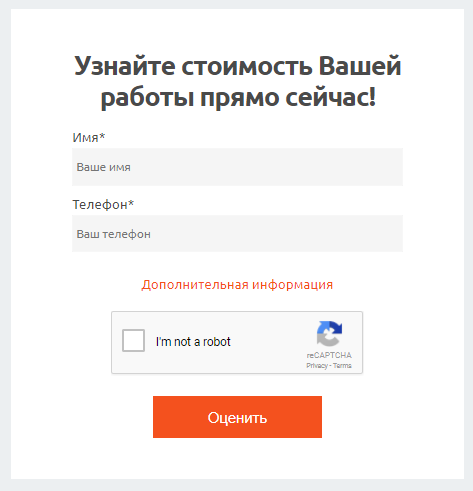 Узнайте стоимость Вашей
работы прямо сейчас!
Имя*
Ваше имя
Телефон*
Ваш телефон
Дополнительная информация
I'm not a robot
reCAPTCHA
Privacy - Terms
Оценить